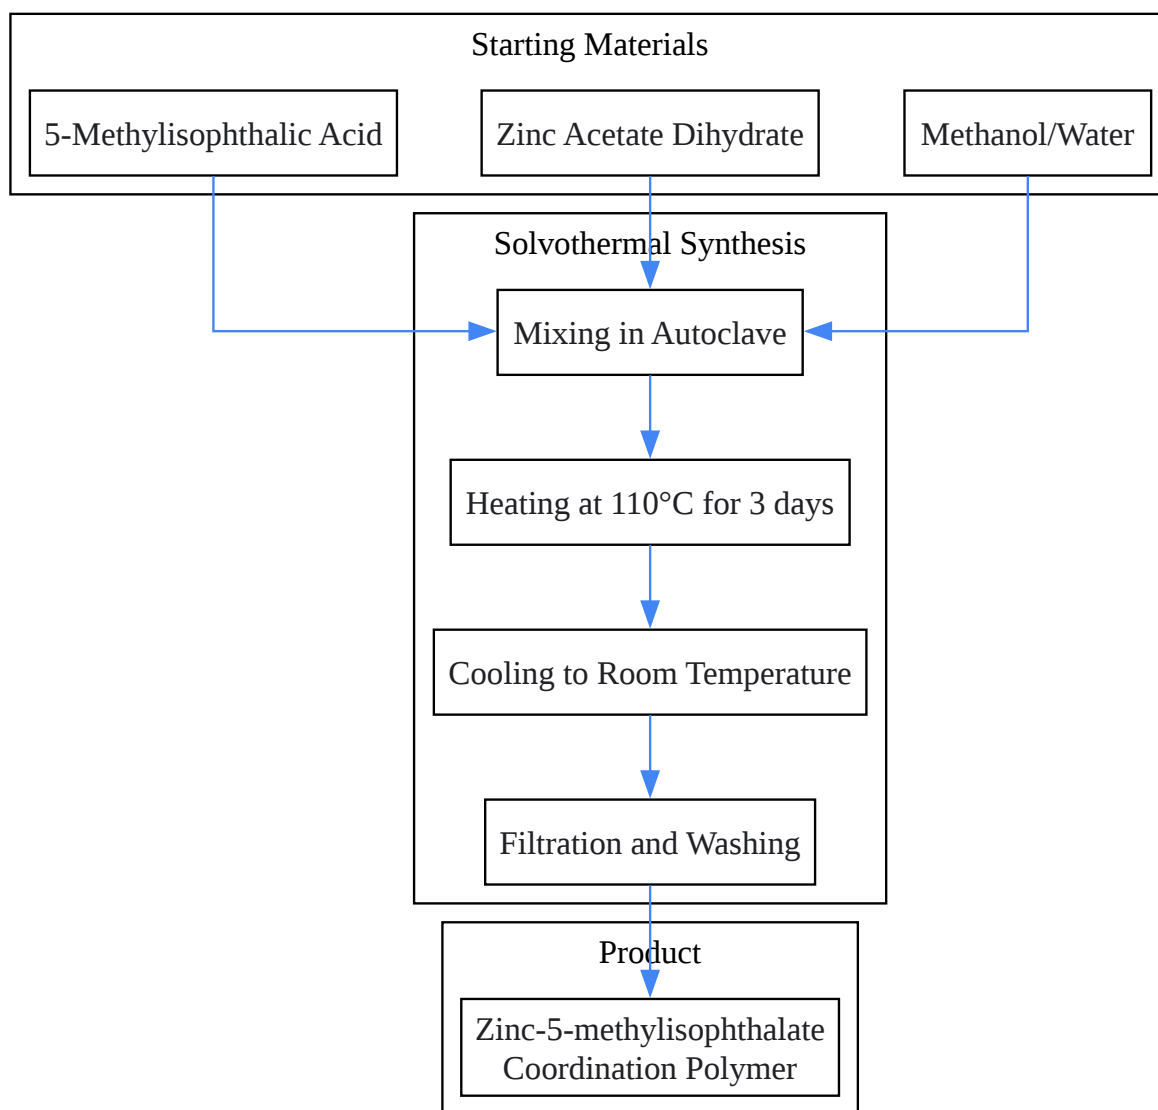 Starting Materials
5-Methylisophthalic Acid
Zinc Acetate Dihydrate
Methanol/Water
Solvothermal Synthesis
Mixing in Autoclave
Heating at 110°C for 3 days
Cooling to Room Temperature
Filtration and Washing
Product
Zinc-5-methylisophthalate
Coordination Polymer